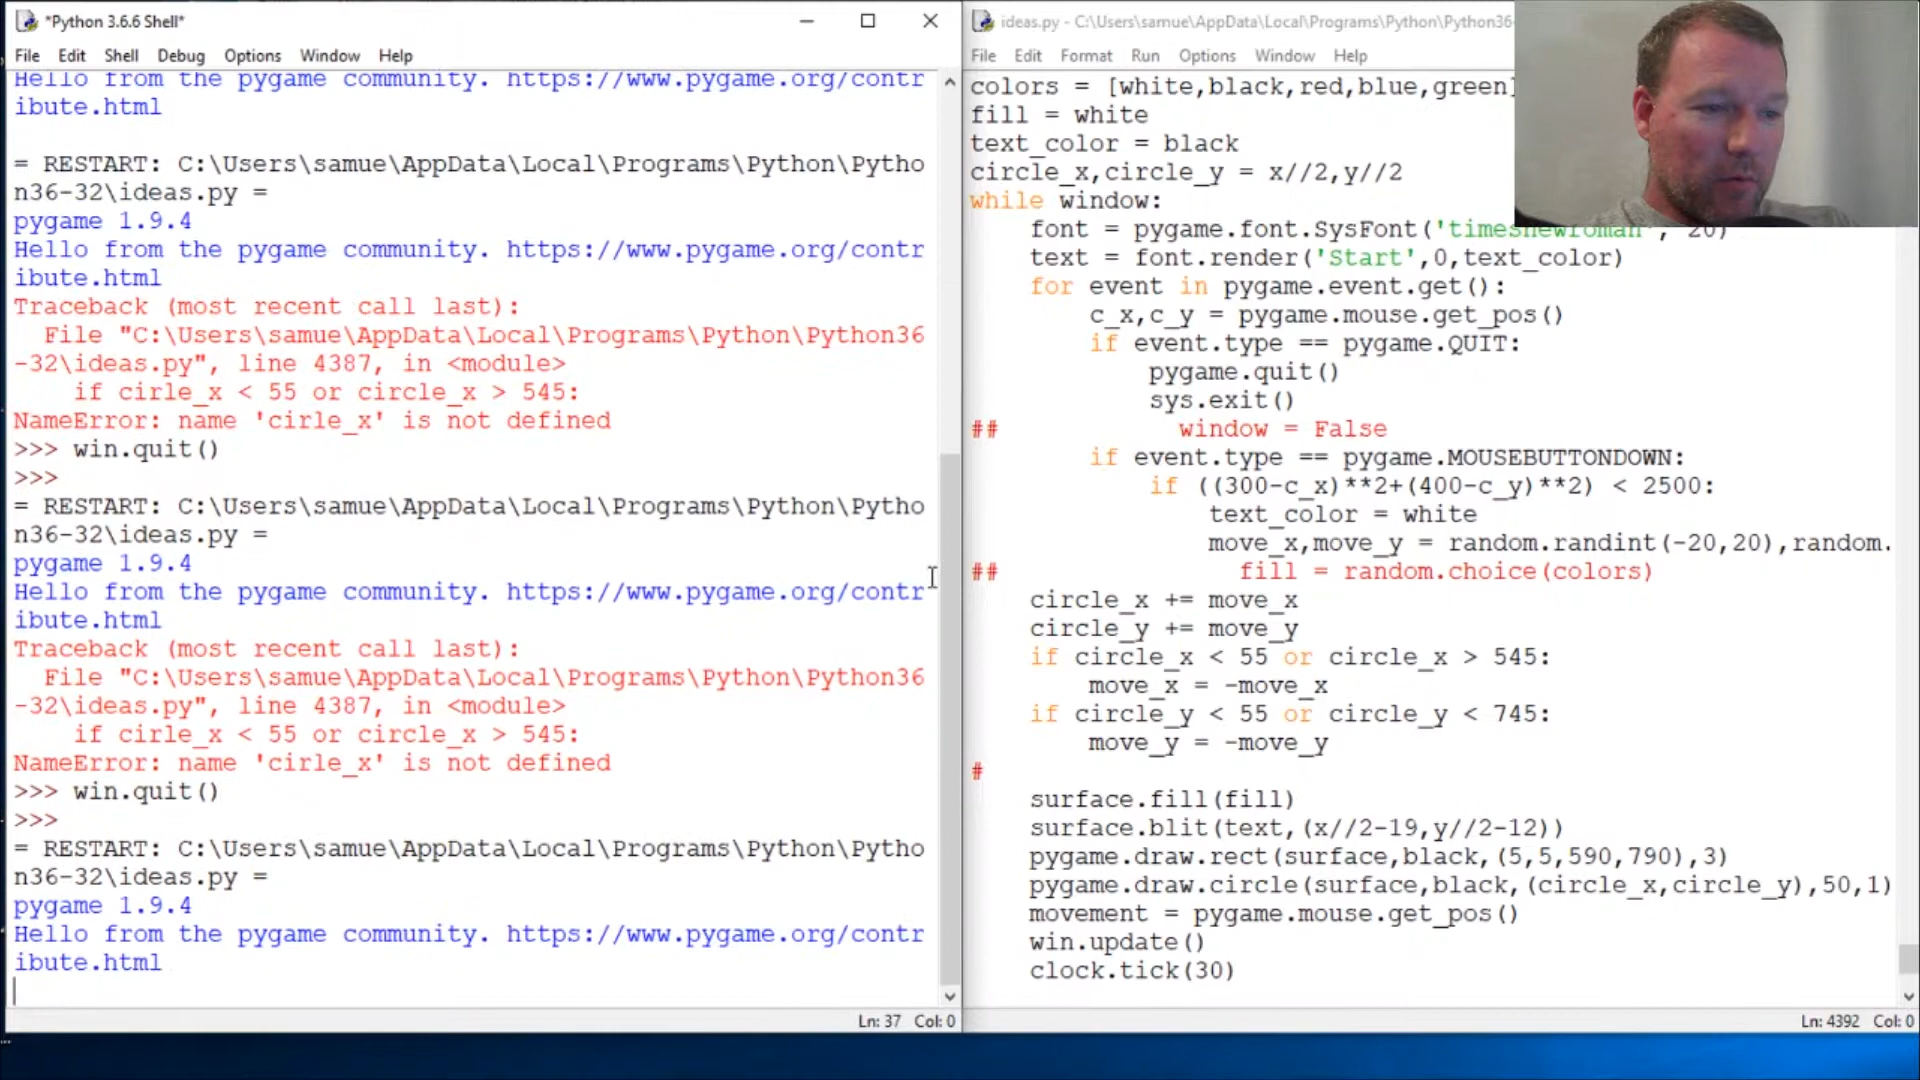 *Python 3.6.6 Shell*
File Edit Shell Debug Options Window Help
Hello from the pygame community. https://www.pygame.org/contr
ibute.html
= RESTART: C:\Users\samue\AppData\Local\Programs\Python\Pytho
n36-32\ideas.py =
pygame 1.9.4
Hello from the pygame community. https://www.pygame.org/contr
ibute.html
Traceback (most recent call last):
  File "C:\Users\samue\AppData\Local\Programs\Python\Python36
-32\ideas.py", line 4387, in <module>
    if cirle_x < 55 or circle_x > 545:
NameError: name 'cirle_x' is not defined
>>> win.quit()
>>>
= RESTART: C:\Users\samue\AppData\Local\Programs\Python\Pytho
n36-32\ideas.py =
pygame 1.9.4
Hello from the pygame community. https://www.pygame.org/contr
ibute.html
Traceback (most recent call last):
  File "C:\Users\samue\AppData\Local\Programs\Python\Python36
-32\ideas.py", line 4387, in <module>
    if cirle_x < 55 or circle_x > 545:
NameError: name 'cirle_x' is not defined
>>> win.quit()
>>>
= RESTART: C:\Users\samue\AppData\Local\Programs\Python\Pytho
n36-32\ideas.py =
pygame 1.9.4
Hello from the pygame community. https://www.pygame.org/contr
ibute.html
Ln: 37 Col: 0
ideas.py - C:\Users\samue\AppData\Local\Programs\Python\Python36-
File Edit Format Run Options Window Help
colors = [white,black,red,blue,green]
fill = white
text_color = black
circle_x,circle_y = x//2,y//2
while window:
    font = pygame.font.SysFont('timesnewroman', 20)
    text = font.render('Start',0,text_color)
    for event in pygame.event.get():
        c_x,c_y = pygame.mouse.get_pos()
        if event.type == pygame.QUIT:
            pygame.quit()
            sys.exit()
##            window = False
        if event.type == pygame.MOUSEBUTTONDOWN:
            if ((300-c_x)**2+(400-c_y)**2) < 2500:
                text_color = white
                move_x,move_y = random.randint(-20,20),random.
##                fill = random.choice(colors)
    circle_x += move_x
    circle_y += move_y
    if circle_x < 55 or circle_x > 545:
        move_x = -move_x
    if circle_y < 55 or circle_y < 745:
        move_y = -move_y
#
    surface.fill(fill)
    surface.blit(text,(x//2-19,y//2-12))
    pygame.draw.rect(surface,black,(5,5,590,790),3)
    pygame.draw.circle(surface,black,(circle_x,circle_y),50,1)
    movement = pygame.mouse.get_pos()
    win.update()
    clock.tick(30)
Ln: 4392 Col: 0